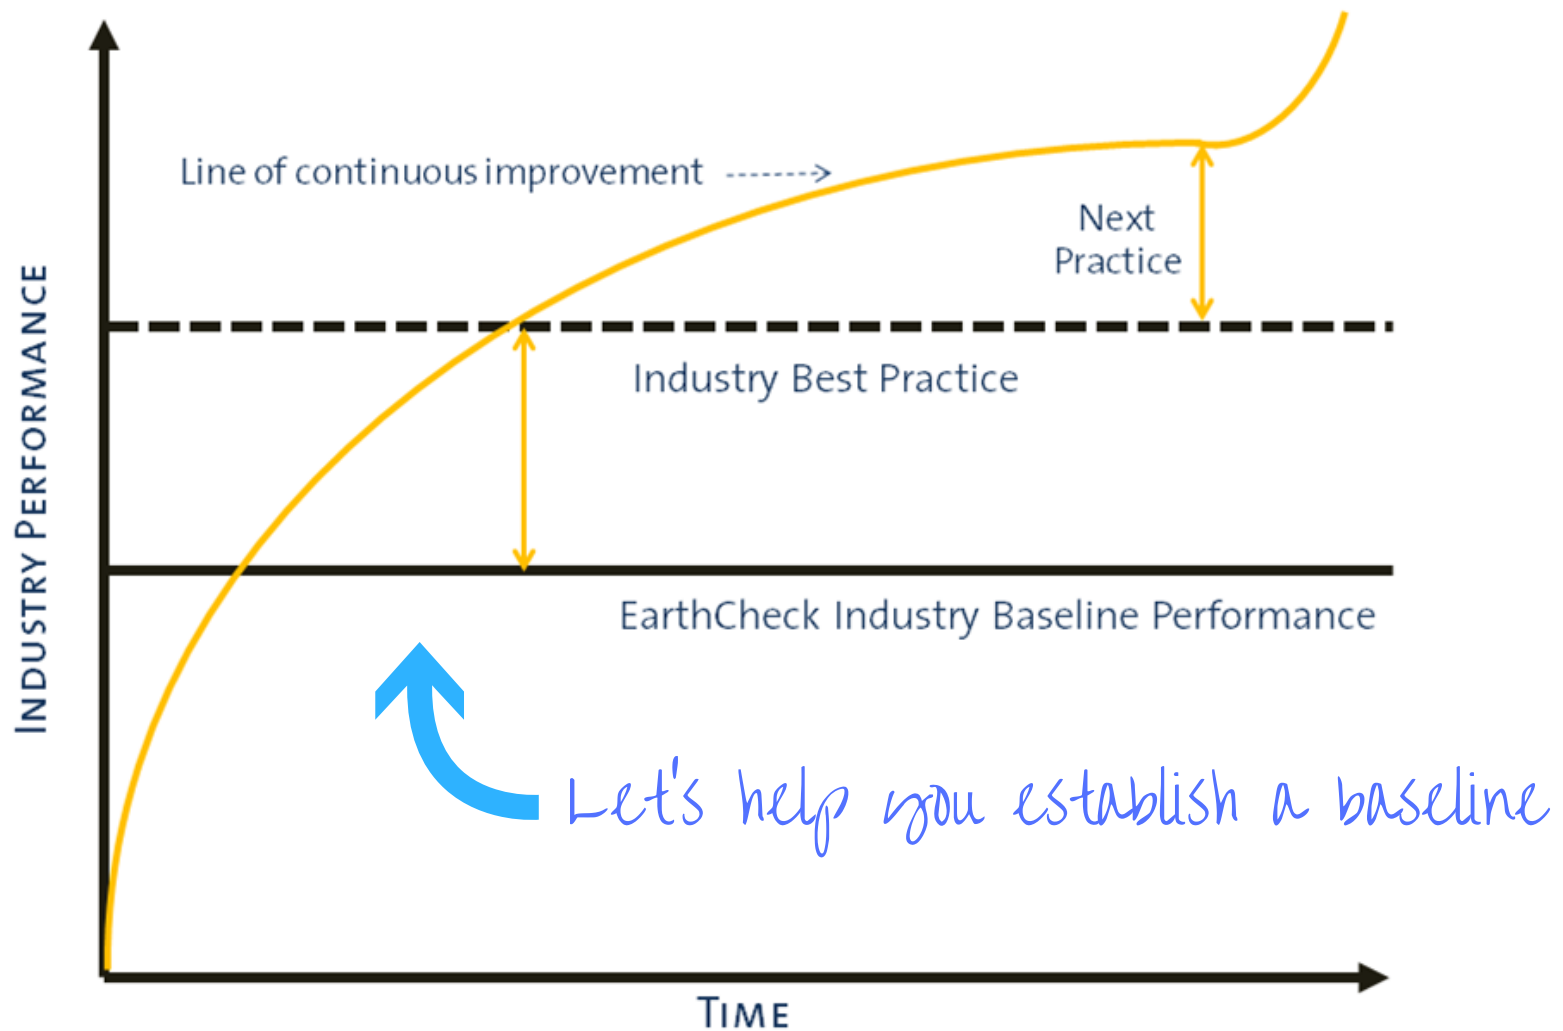 Line of continuous improvement
Next
Practice
INDUSTRY PERFORMANCE
Industry Best Practice
EarthCheck Industry Baseline Performance
Let's help you establish a baseline
TIME